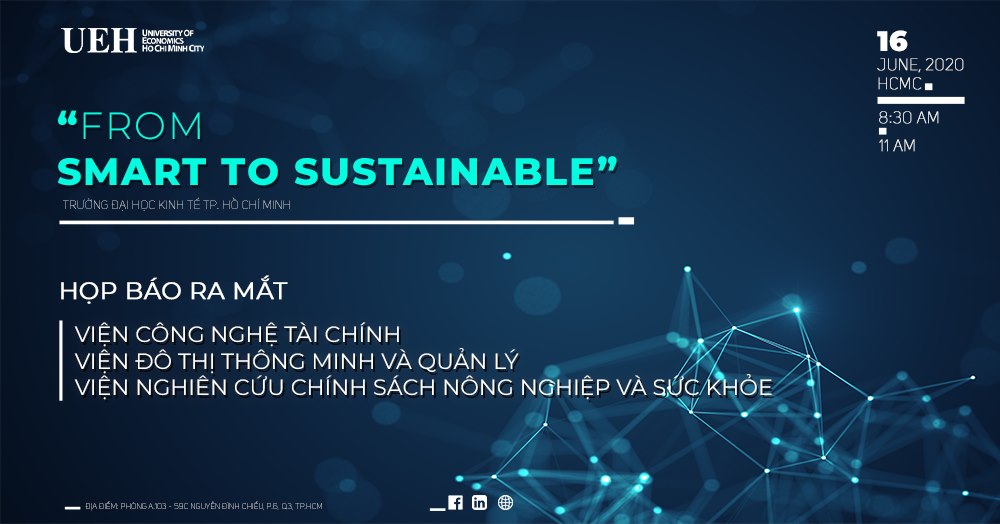 UEH UNIVERSITY OF
ECONOMICS
HO CHI MINH CITY
16
JUNE, 2020
HCMC
8:30 AM
11 AM
“FROM
SMART TO SUSTAINABLE”
TRƯỜNG ĐẠI HỌC KINH TẾ TP. HỒ CHÍ MINH
HỌP BÁO RA MẮT
VIỆN CÔNG NGHỆ TÀI CHÍNH
VIỆN ĐÔ THỊ THÔNG MINH VÀ QUẢN LÝ
VIỆN NGHIÊN CỨU CHÍNH SÁCH NÔNG NGHIỆP VÀ SỨC KHỎE
ĐỊA ĐIỂM: PHÒNG A.103 - 59C NGUYỄN ĐÌNH CHIỂU, P.6, Q.3, TP.HCM